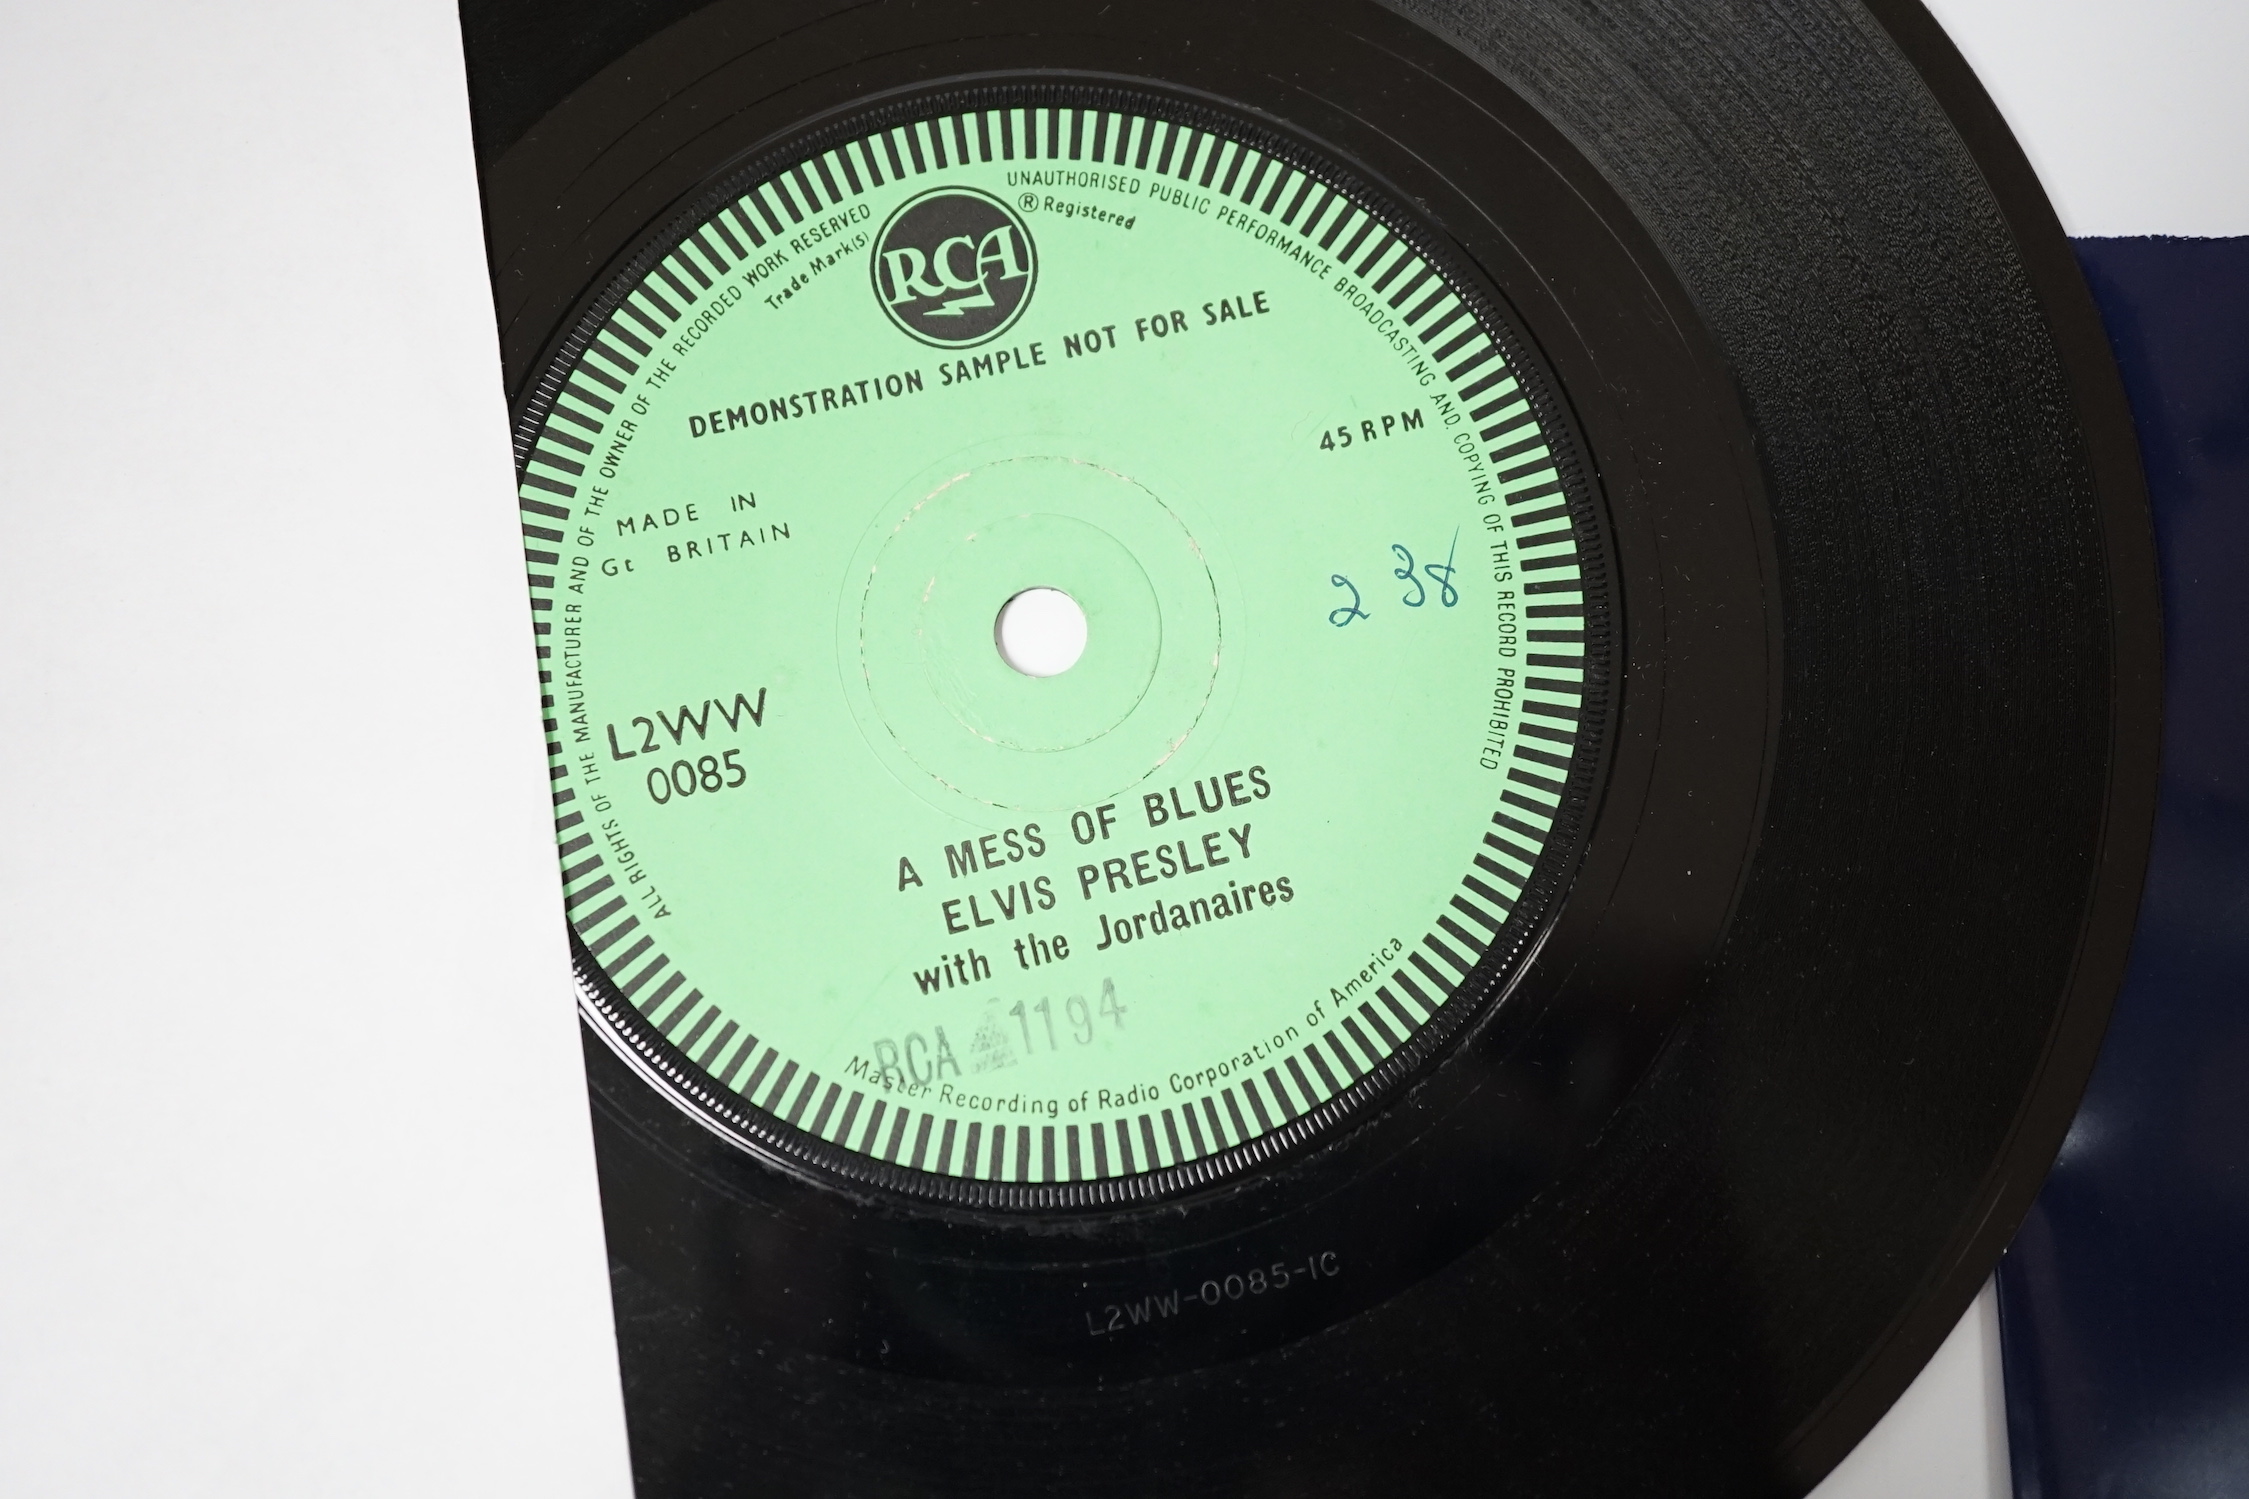 ALL RIGHTS OF THE MANUFACTURER AND OF THE OWNER OF THE RECORDED WORK RESERVED
UNAUTHORISED PUBLIC PERFORMANCE BROADCASTING AND COPYING OF THIS RECORD PROHIBITED
Trade Mark(s)
RCA
® Registered
DEMONSTRATION SAMPLE NOT FOR SALE
45 RPM
MADE IN
Gt BRITAIN
2 38
L2WW
0085
A MESS OF BLUES
ELVIS PRESLEY
with the Jordanaires
RCA 1194
Master Recording of Radio Corporation of America
L2WW-0085-1C